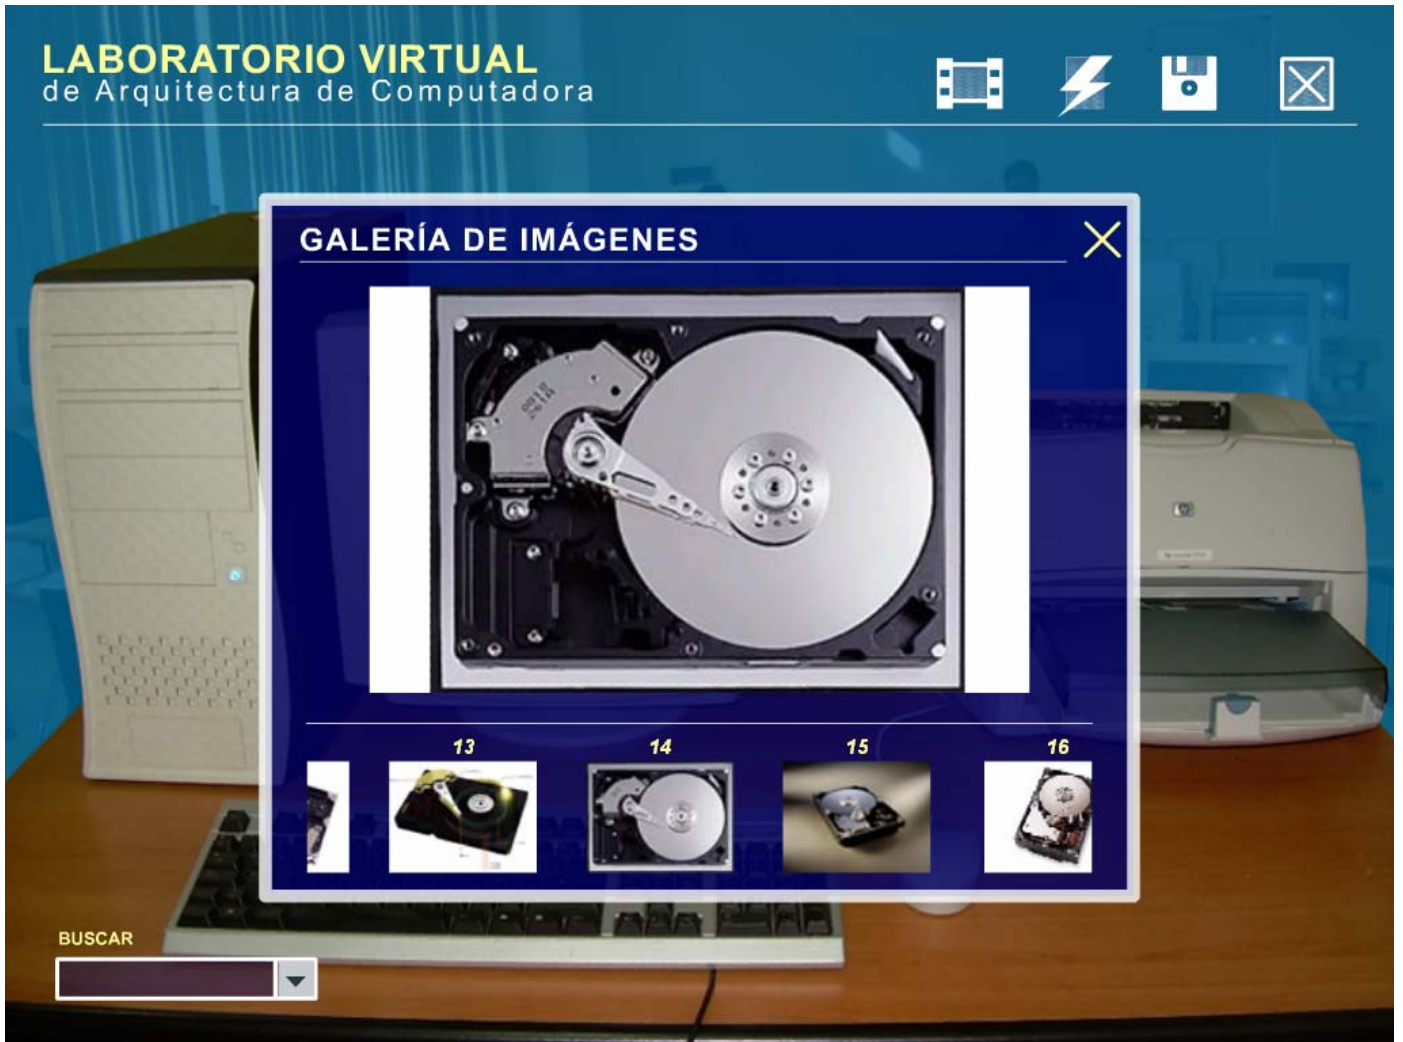 LABORATORIO VIRTUAL
de Arquitectura de Computadora
GALERÍA DE IMÁGENES
13
14
15
16
BUSCAR